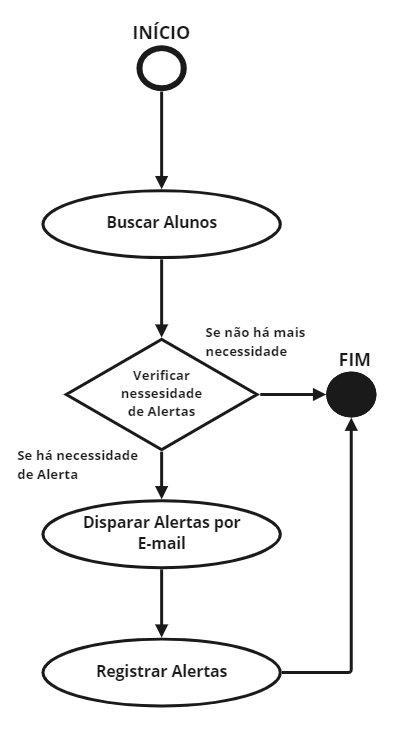 INÍCIO
Buscar Alunos
Se não há mais
necessidade
FIM
Verificar
nessesidade
de Alertas
Se há necessidade
de Alerta
Disparar Alertas por
E-mail
Registrar Alertas